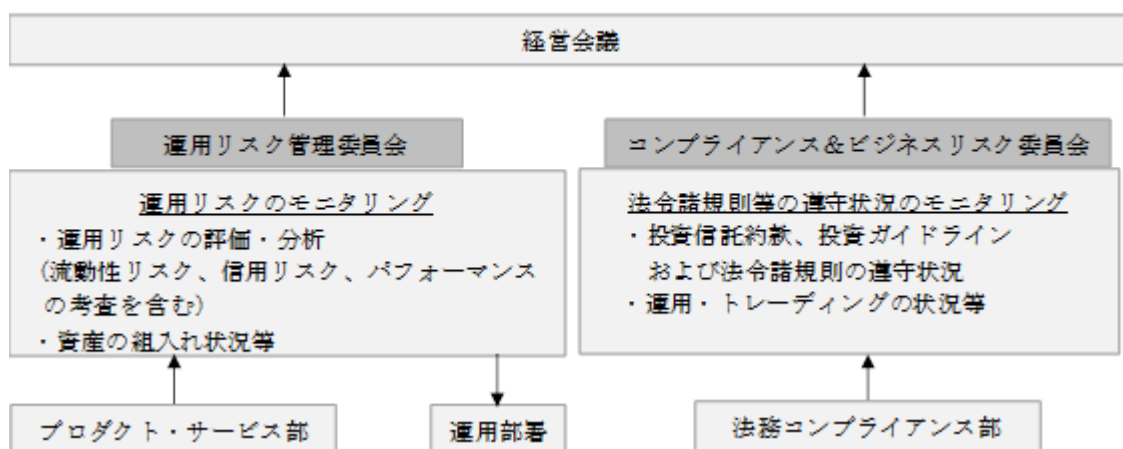 経営会議
運用リスク管理委員会
運用リスクのモニタリング
・運用リスクの評価・分析
(流動性リスク、信用リスク、パフォーマンス
の考査を含む)
・資産の組入れ状況等
プロダクト・サービス部
運用部署
コンプライアンス&ビジネスリスク委員会
法令諸規則等の遵守状況のモニタリング
・投資信託約款、投資ガイドライン
および法令諸規則の遵守状況
・運用・トレーディングの状況等
法務コンプライアンス部